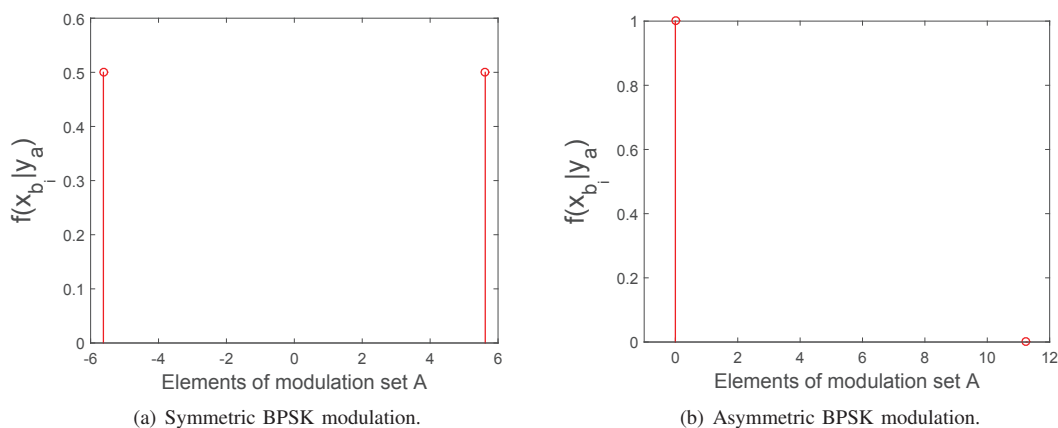 0.6
0.5
0.4
0.3
0.2
0.1
0
-6 -4 -2 0 2 4 6
f(x_{b_i}|y_a)
Elements of modulation set A
(a) Symmetric BPSK modulation.
1
0.8
0.6
0.4
0.2
0
0 2 4 6 8 10 12
f(x_{b_i}|y_a)
Elements of modulation set A
(b) Asymmetric BPSK modulation.